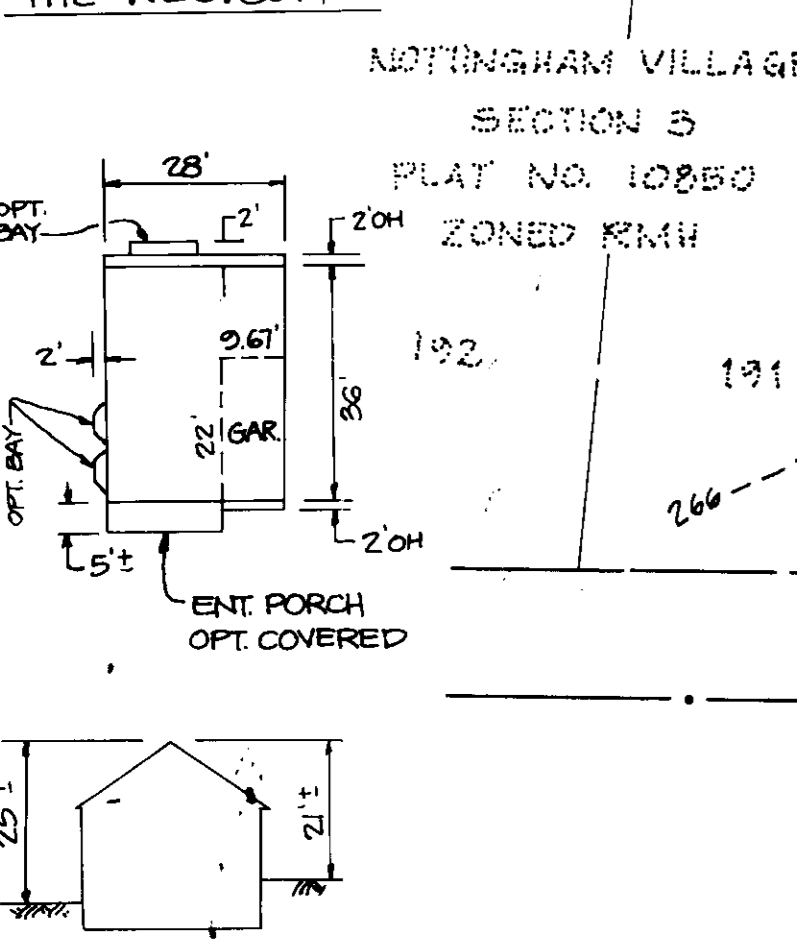 THE
NOTTINGHAM VILLAGE
SECTION 3
PLAT NO. 10850
ZONED RMH
28'
OPT.
BAY
2'
2'OH
9.67'
2'
192
191
36'
22'
GAR.
OPT. BAY
266
5'±
2'OH
ENT. PORCH
OPT. COVERED
25'±
21'±